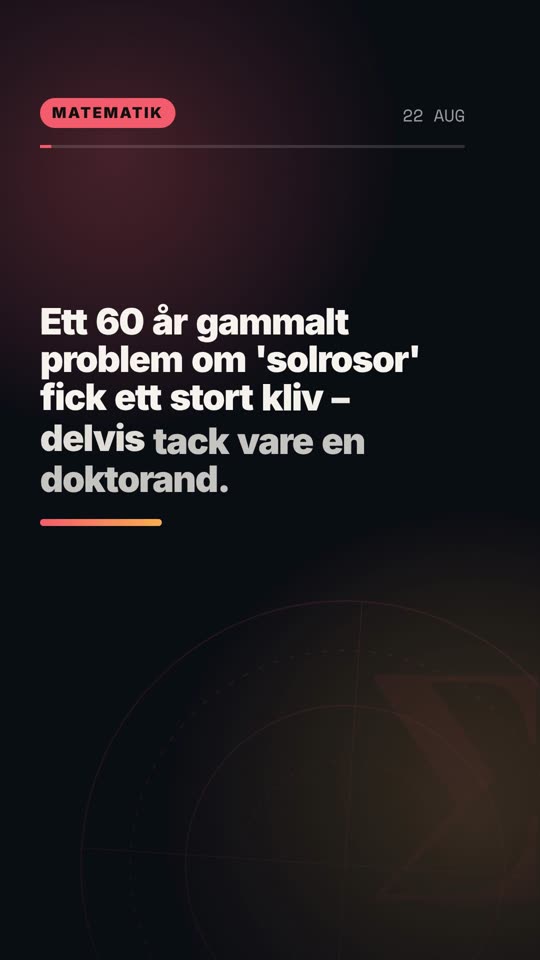 MATEMATIK
22 AUG
Ett 60 år gammalt
problem om 'solrosor'
fick ett stort kliv –
delvis tack vare en
doktorand.
Σ